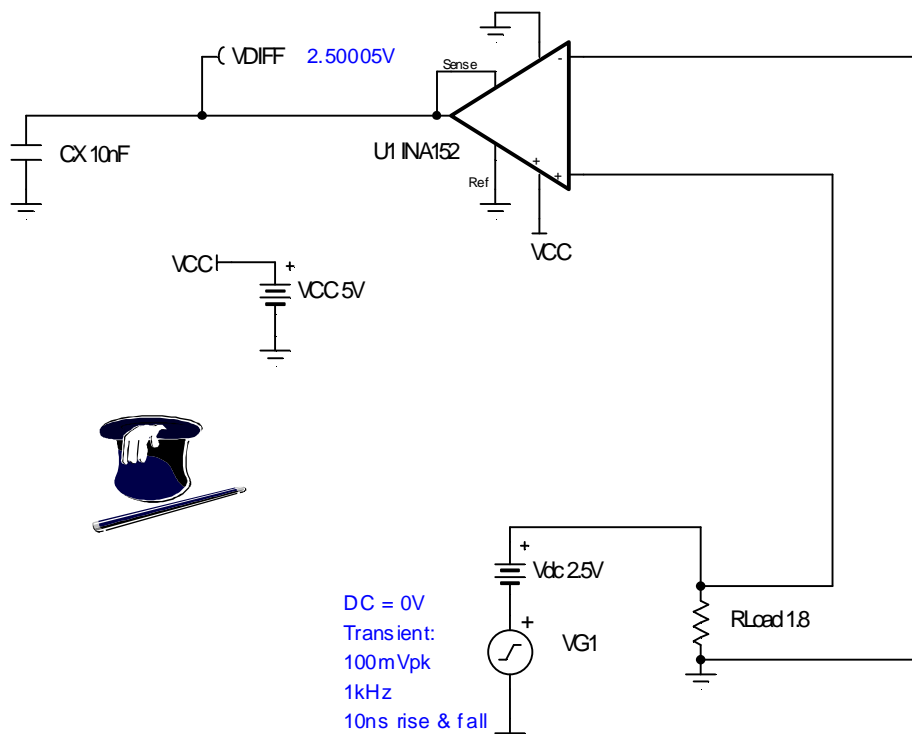 VDIFF 2.50005V
Sense
-
CX 10nF
U1 INA152
Ref
+
+
VCC
VCC
+
VCC 5V
+
Vdc 2.5V
DC = 0V
Transient:
100mVpk
1kHz
10ns rise & fall
+
VG1
RLoad 1.8